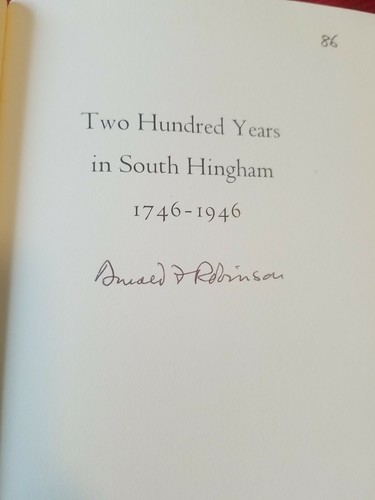 86
Two Hundred Years
in South Hingham
1746-1946
Donald F Robinson